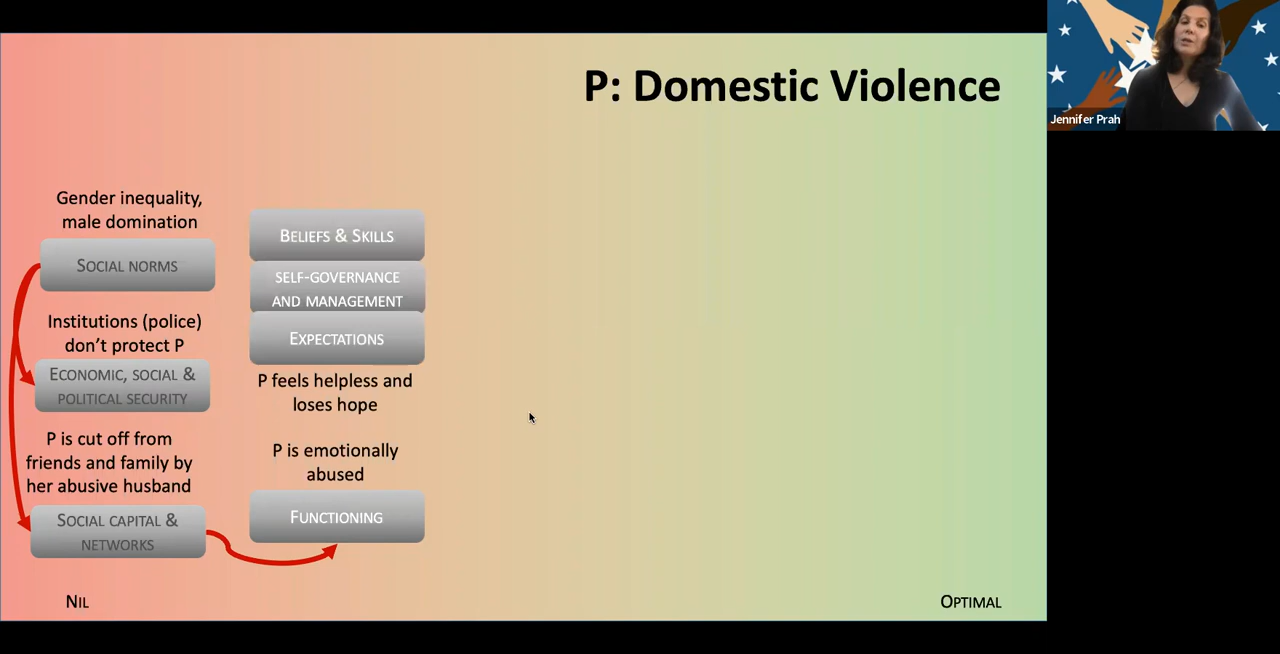 P: Domestic Violence
Jennifer Prah
Gender inequality,
male domination
SOCIAL NORMS
Institutions (police)
don't protect P
ECONOMIC, SOCIAL &
POLITICAL SECURITY
P is cut off from
friends and family by
her abusive husband
SOCIAL CAPITAL &
NETWORKS
BELIEFS & SKILLS
SELF-GOVERNANCE
AND MANAGEMENT
EXPECTATIONS
P feels helpless and
loses hope
P is emotionally
abused
FUNCTIONING
NIL
OPTIMAL